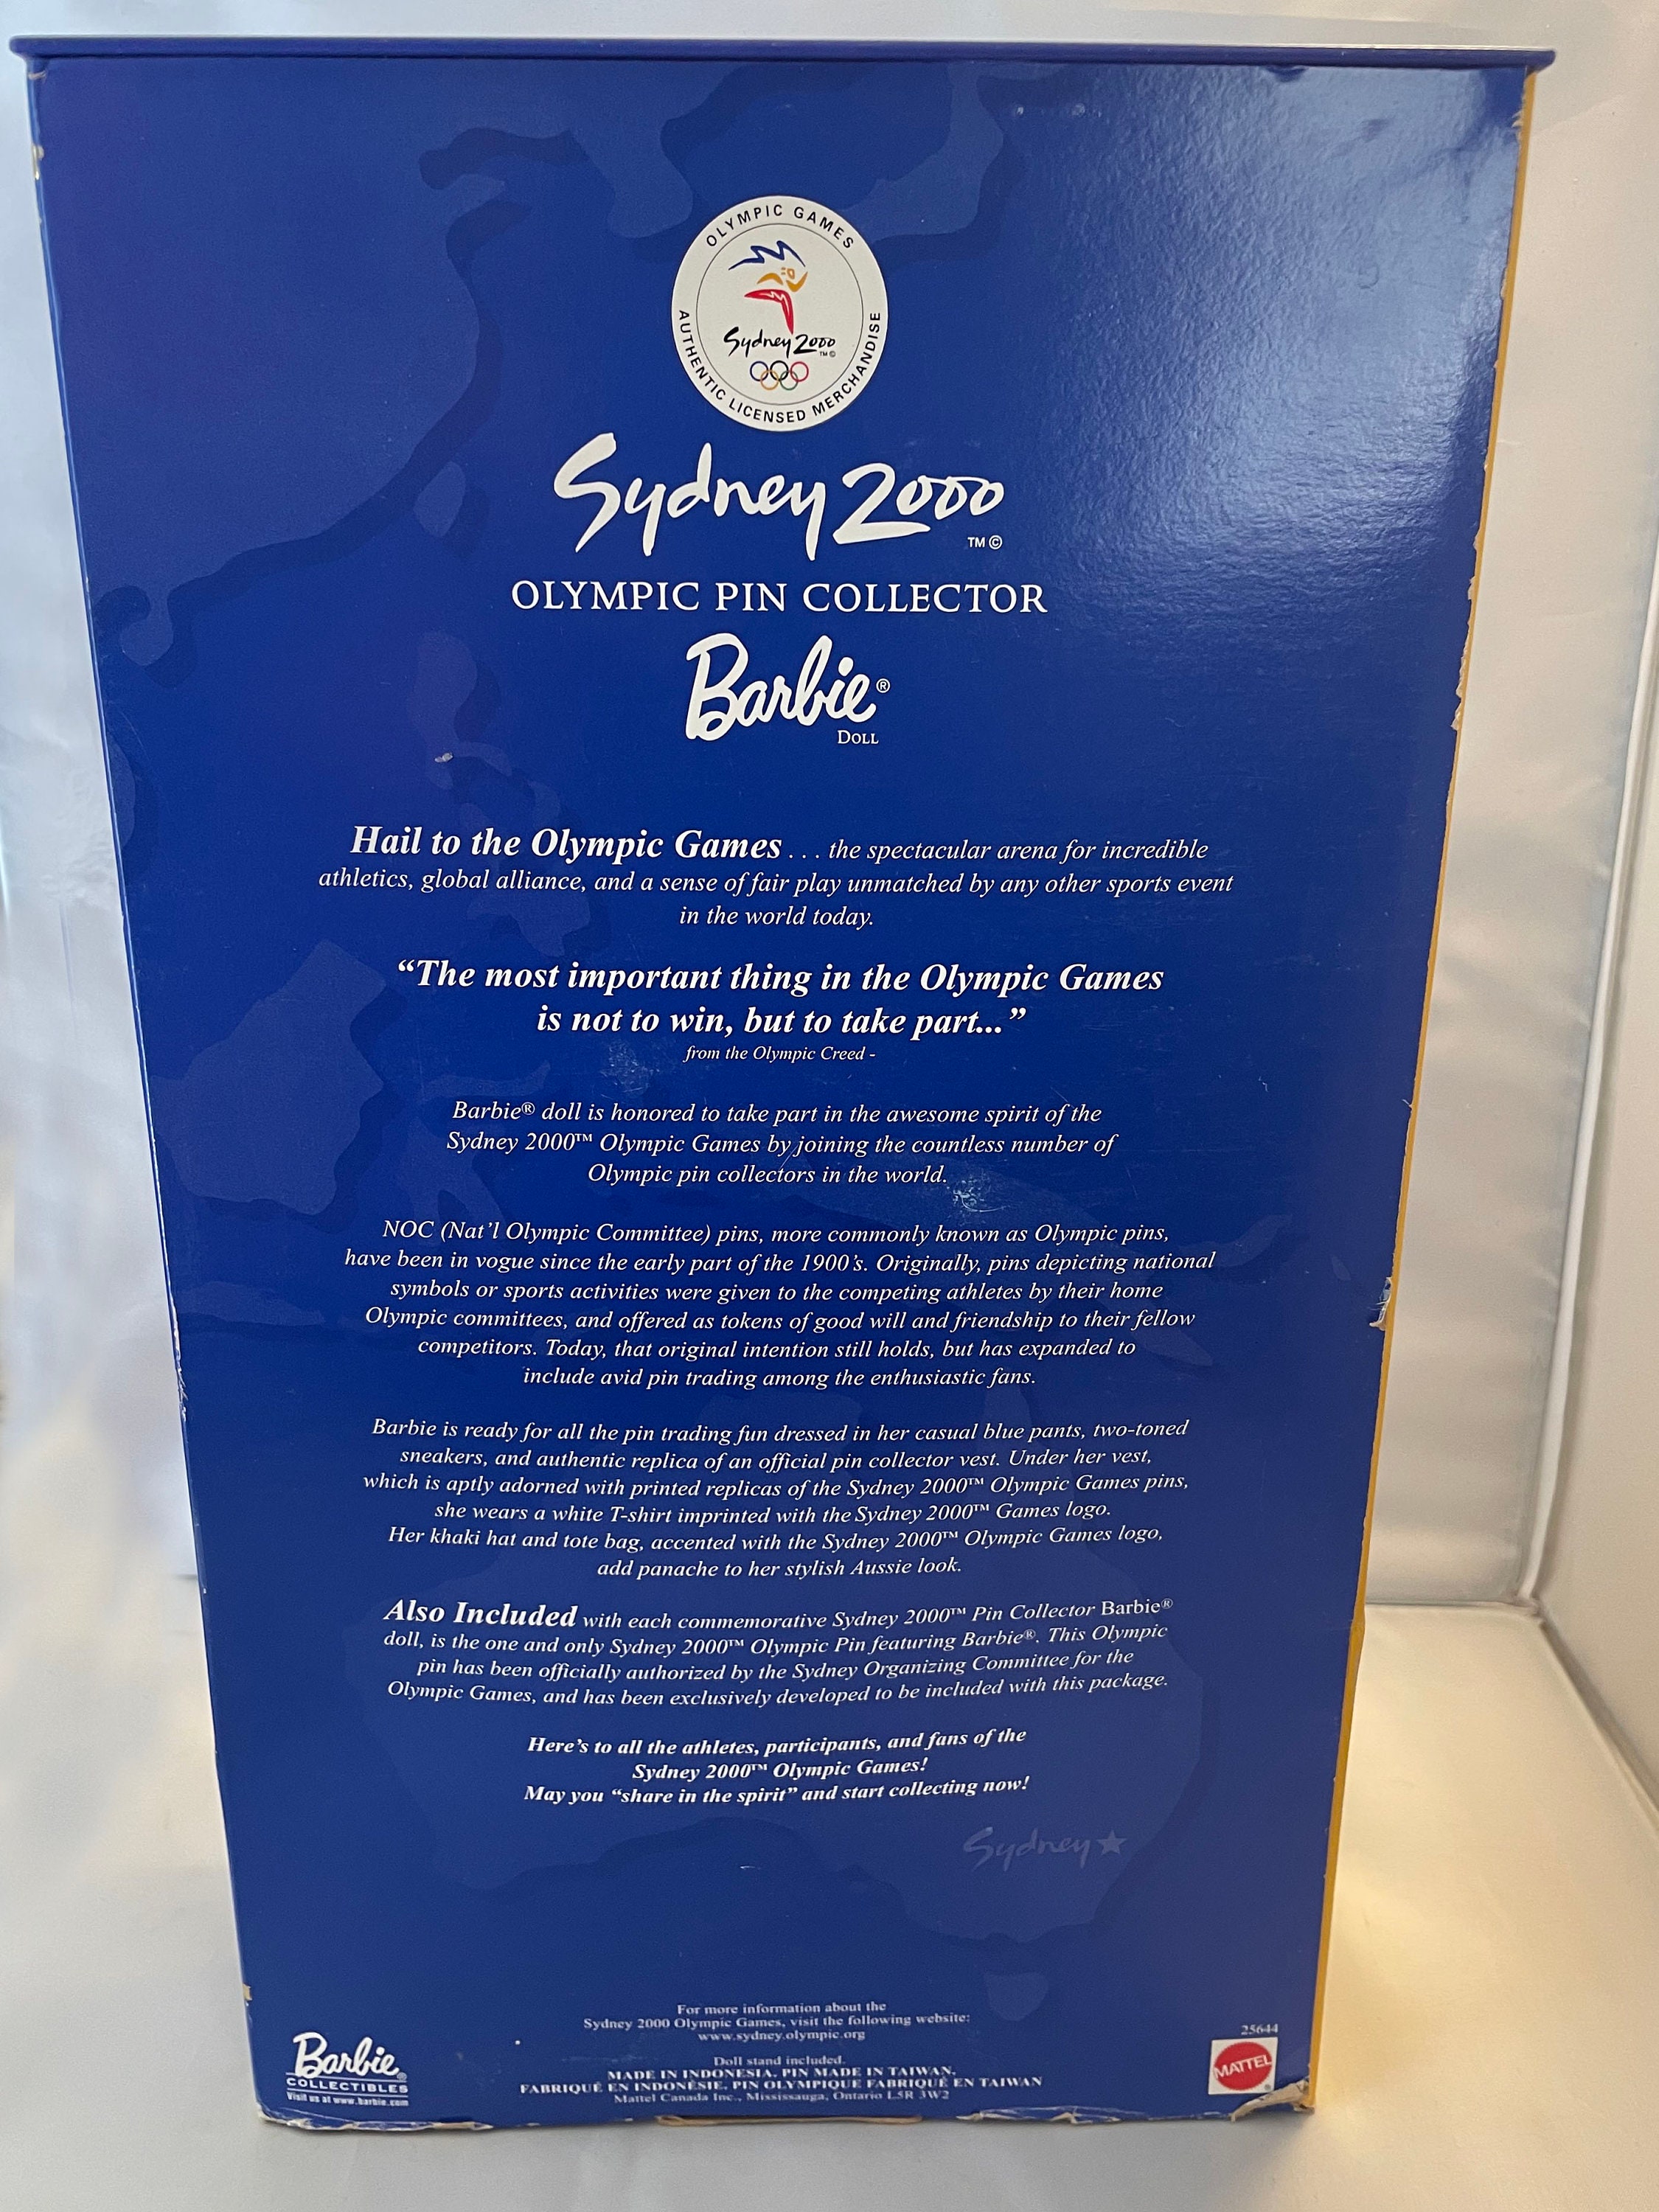 OLYMPIC GAMES
Sydney 2000
™©
AUTHENTIC LICENSED MERCHANDISE
Sydney 2000
TM ©
OLYMPIC PIN COLLECTOR
Barbie®
DOLL
Hail to the Olympic Games . . . the spectacular arena for incredible
athletics, global alliance, and a sense of fair play unmatched by any other sports event
in the world today.
“The most important thing in the Olympic Games
is not to win, but to take part...”
from the Olympic Creed -
Barbie® doll is honored to take part in the awesome spirit of the
Sydney 2000™ Olympic Games by joining the countless number of
Olympic pin collectors in the world.
NOC (Nat’l Olympic Committee) pins, more commonly known as Olympic pins,
have been in vogue since the early part of the 1900’s. Originally, pins depicting national
symbols or sports activities were given to the competing athletes by their home
Olympic committees, and offered as tokens of good will and friendship to their fellow
competitors. Today, that original intention still holds, but has expanded to
include avid pin trading among the enthusiastic fans.
Barbie is ready for all the pin trading fun dressed in her casual blue pants, two-toned
sneakers, and authentic replica of an official pin collector vest. Under her vest,
which is aptly adorned with printed replicas of the Sydney 2000™ Olympic Games pins,
she wears a white T-shirt imprinted with the Sydney 2000™ Games logo.
Her khaki hat and tote bag, accented with the Sydney 2000™ Olympic Games logo,
add panache to her stylish Aussie look.
Also Included with each commemorative Sydney 2000™ Pin Collector Barbie®
doll, is the one and only Sydney 2000™ Olympic Pin featuring Barbie®. This Olympic
pin has been officially authorized by the Sydney Organizing Committee for the
Olympic Games, and has been exclusively developed to be included with this package.
Here’s to all the athletes, participants, and fans of the
Sydney 2000™ Olympic Games!
May you “share in the spirit” and start collecting now!
Sydney★
For more information about the
Sydney 2000 Olympic Games, visit the following website:
www.sydney.olympic.org
Doll stand included.
MADE IN INDONESIA. PIN MADE IN TAIWAN.
FABRIQUÉ EN INDONÉSIE. PIN OLYMPIQUE FABRIQUÉ EN TAIWAN
Mattel Canada Inc., Mississauga, Ontario L5R 3W2
Barbie®
COLLECTIBLES
Visit us at www.barbie.com
25644
MATTEL
®